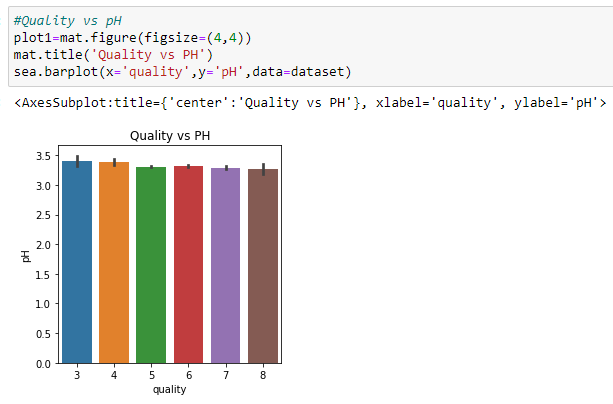 #Quality vs pH
plot1=mat.figure(figsize=(4,4))
mat.title('Quality vs PH')
sea.barplot(x='quality',y='pH',data=dataset)
<AxesSubplot:title={'center':'Quality vs PH'}, xlabel='quality', ylabel='pH'>
Quality vs PH
3.5
3.0
2.5
2.0
1.5
1.0
0.5
0.0
pH
3 4 5 6 7 8
quality